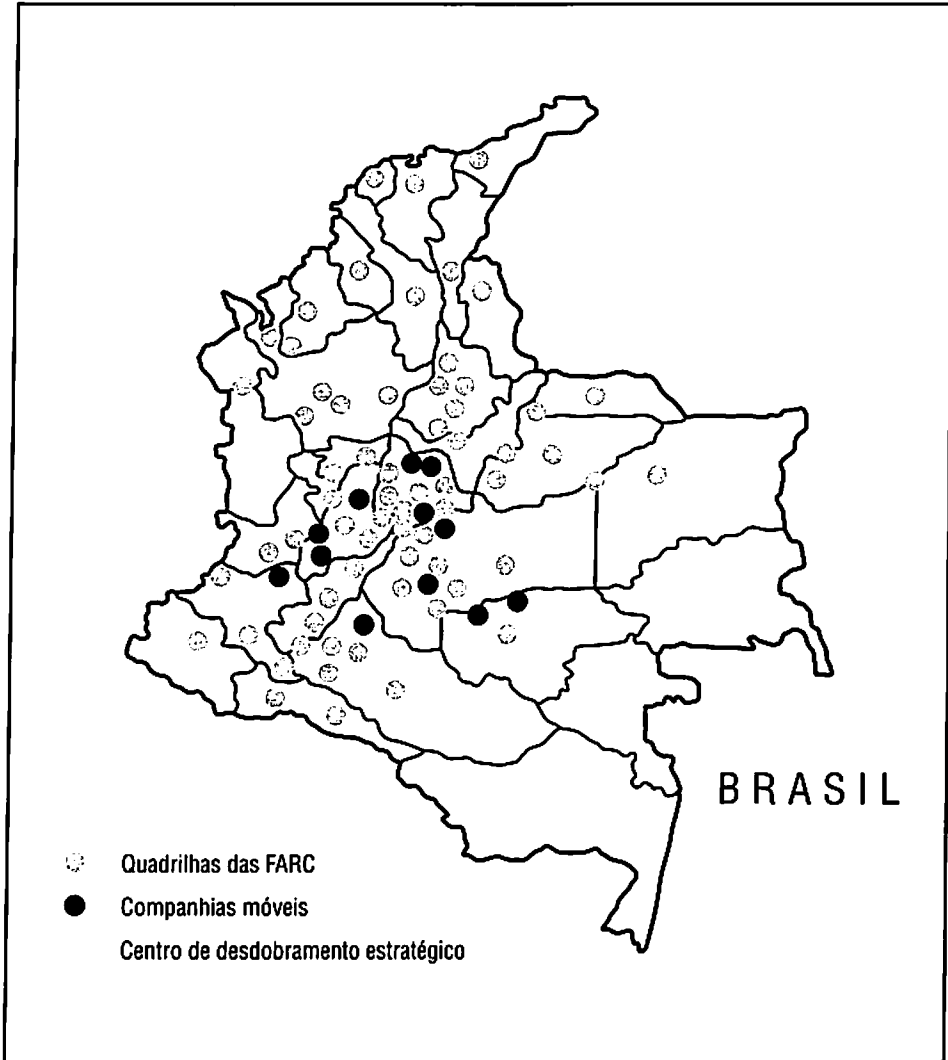 BRASIL
Quadrilhas das FARC
Companhias móveis
Centro de desdobramento estratégico